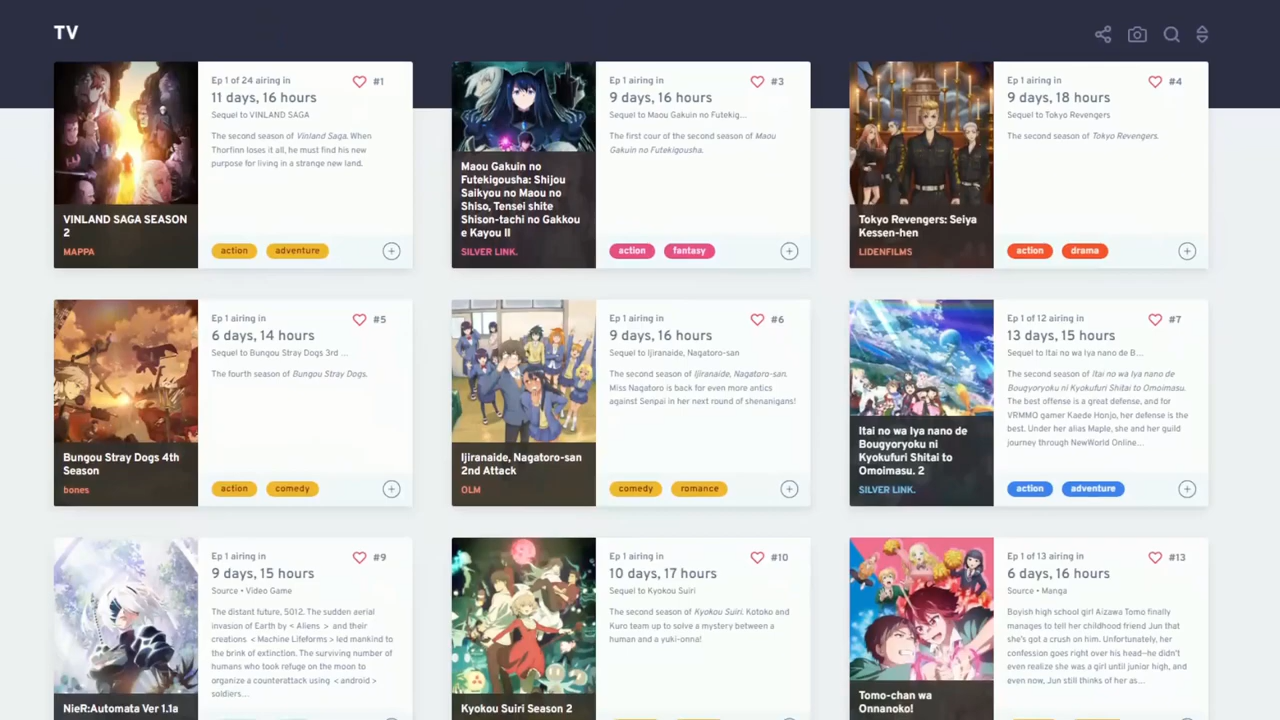 TV
Ep 1 of 24 airing in
#1
11 days, 16 hours
Sequel to VINLAND SAGA
The second season of Vinland Saga. When
Thorfinn loses it all, he must find his new
purpose for living in a strange new land.
VINLAND SAGA SEASON
2
MAPPA
action
adventure
Ep 1 airing in
#3
9 days, 16 hours
Sequel to Maou Gakuin no Futekig...
The first cour of the second season of Maou
Gakuin no Futekigousha.
Maou Gakuin no
Futekigousha: Shijou
Saikyou no Maou no
Shiso, Tensei shite
Shison-tachi no Gakkou
e Kayou II
SILVER LINK.
action
fantasy
Ep 1 airing in
#4
9 days, 18 hours
Sequel to Tokyo Revengers
The second season of Tokyo Revengers.
Tokyo Revengers: Seiya
Kessen-hen
LIDENFILMS
action
drama
Ep 1 airing in
#5
6 days, 14 hours
Sequel to Bungou Stray Dogs 3rd ...
The fourth season of Bungou Stray Dogs.
Bungou Stray Dogs 4th
Season
bones
action
comedy
Ep 1 airing in
#6
9 days, 16 hours
Sequel to Ijiranaide, Nagatoro-san
The second season of Ijiranaide, Nagatoro-san.
Miss Nagatoro is back for even more antics
against Senpai in her next round of shenanigans!
Ijiranaide, Nagatoro-san
2nd Attack
OLM
comedy
romance
Ep 1 of 12 airing in
#7
13 days, 15 hours
Sequel to Itai no wa Iya nano de B...
The second season of Itai no wa Iya nano de
Bougyoryoku ni Kyokufuri Shitai to Omoimasu.
The best offense is a great defense, and for
VRMMO gamer Kaede Honjo, her defense is the
best. Under her alias Maple, she and her guild
journey through NewWorld Online...
Itai no wa Iya nano de
Bougyoryoku ni
Kyokufuri Shitai to
Omoimasu. 2
SILVER LINK.
action
adventure
Ep 1 airing in
#9
9 days, 15 hours
Source • Video Game
The distant future, 5012. The sudden aerial
invasion of Earth by < Aliens > and their
creations < Machine Lifeforms > led mankind to
the brink of extinction. The surviving number of
humans who took refuge on the moon to
organize a counterattack using < android >
soldiers...
NieR:Automata Ver 1.1a
Ep 1 airing in
#10
10 days, 17 hours
Sequel to Kyokou Suiri
The second season of Kyokou Suiri. Kotoko and
Kuro team up to solve a mystery between a
human and a yuki-onna!
Kyokou Suiri Season 2
Ep 1 of 13 airing in
#13
6 days, 16 hours
Source • Manga
Boyish high school girl Aizawa Tomo finally
manages to tell her childhood friend Jun that
she's got a crush on him. Unfortunately, her
confession goes right over his head—he didn't
even realize she was a girl until junior high, and
even now, Jun still thinks of her as...
Tomo-chan wa
Onnanoko!